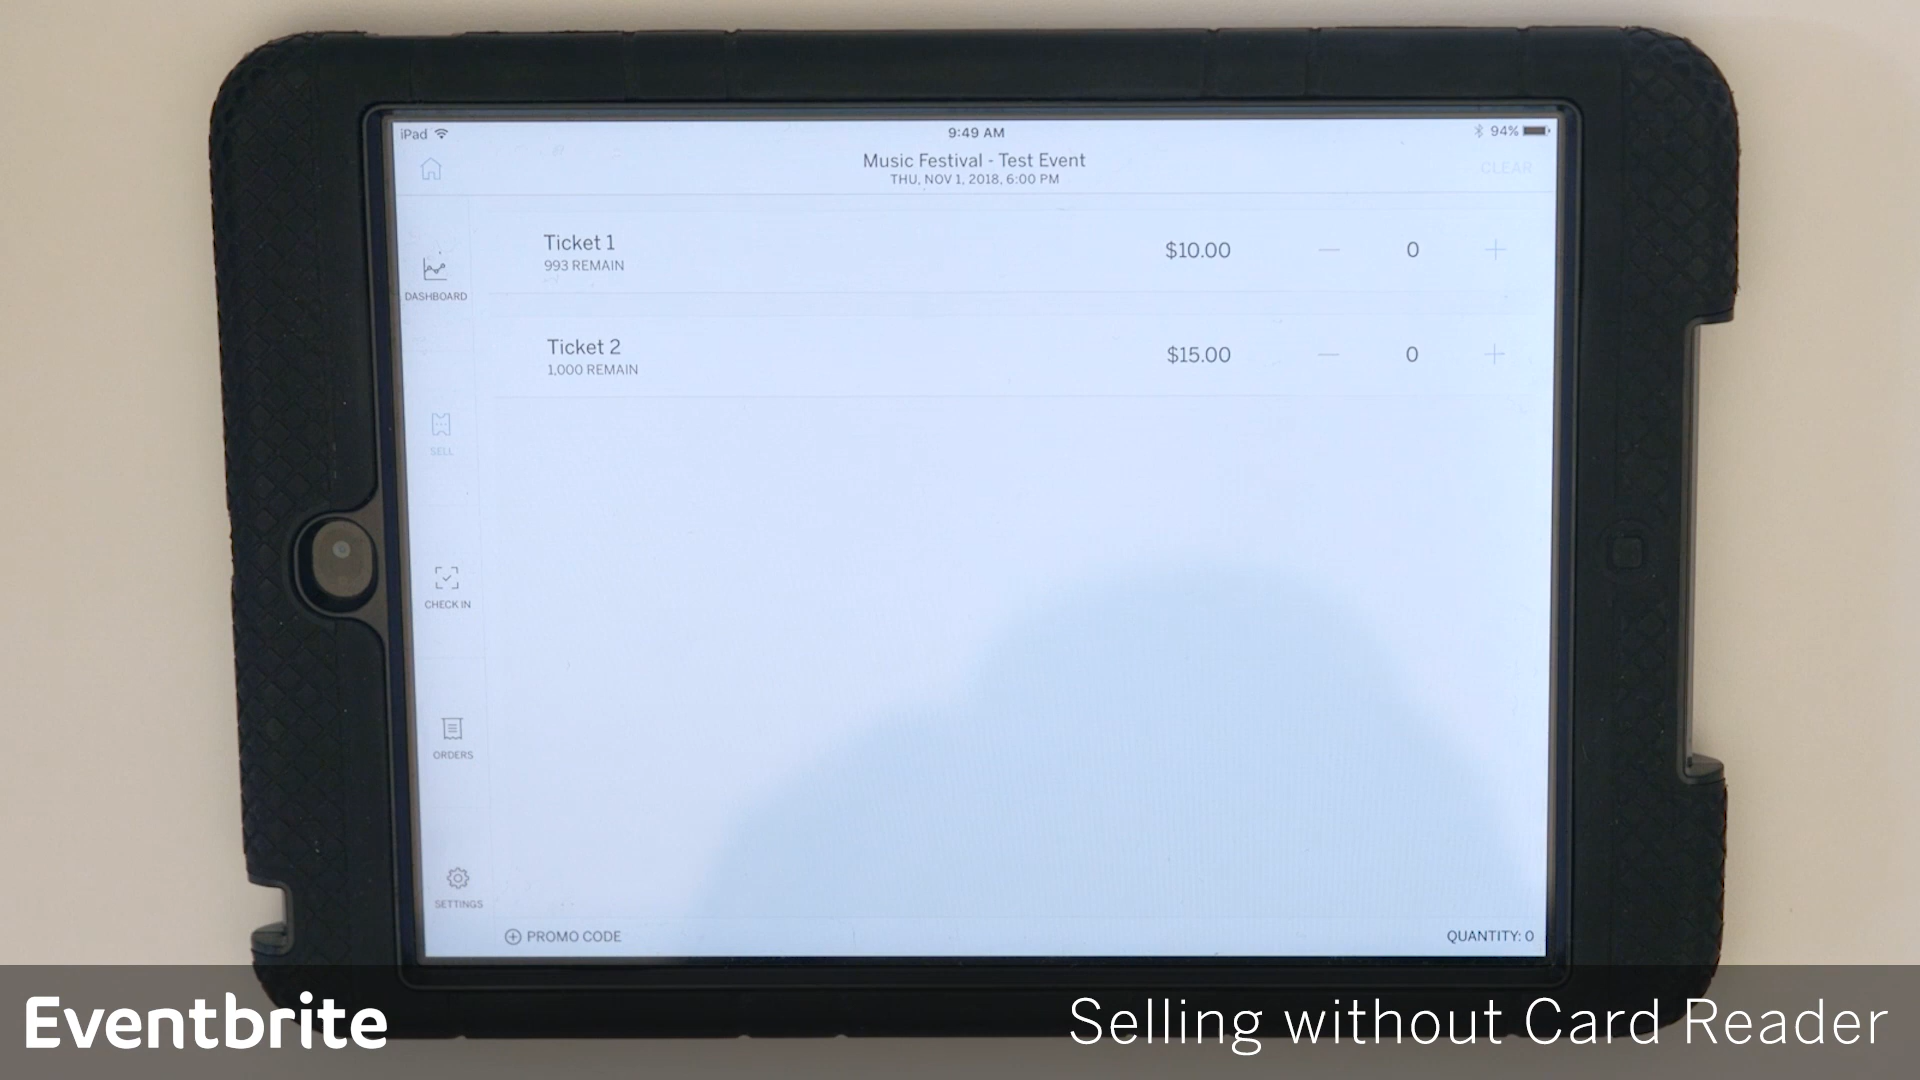 iPad
9:49 AM
94%
Music Festival - Test Event
CLEAR
THU, NOV 1, 2018, 6:00 PM
Ticket 1
$10.00
0
993 REMAIN
DASHBOARD
Ticket 2
$15.00
0
1,000 REMAIN
SELL
CHECK IN
ORDERS
SETTINGS
PROMO CODE
QUANTITY: 0
Eventbrite
Selling without Card Reader